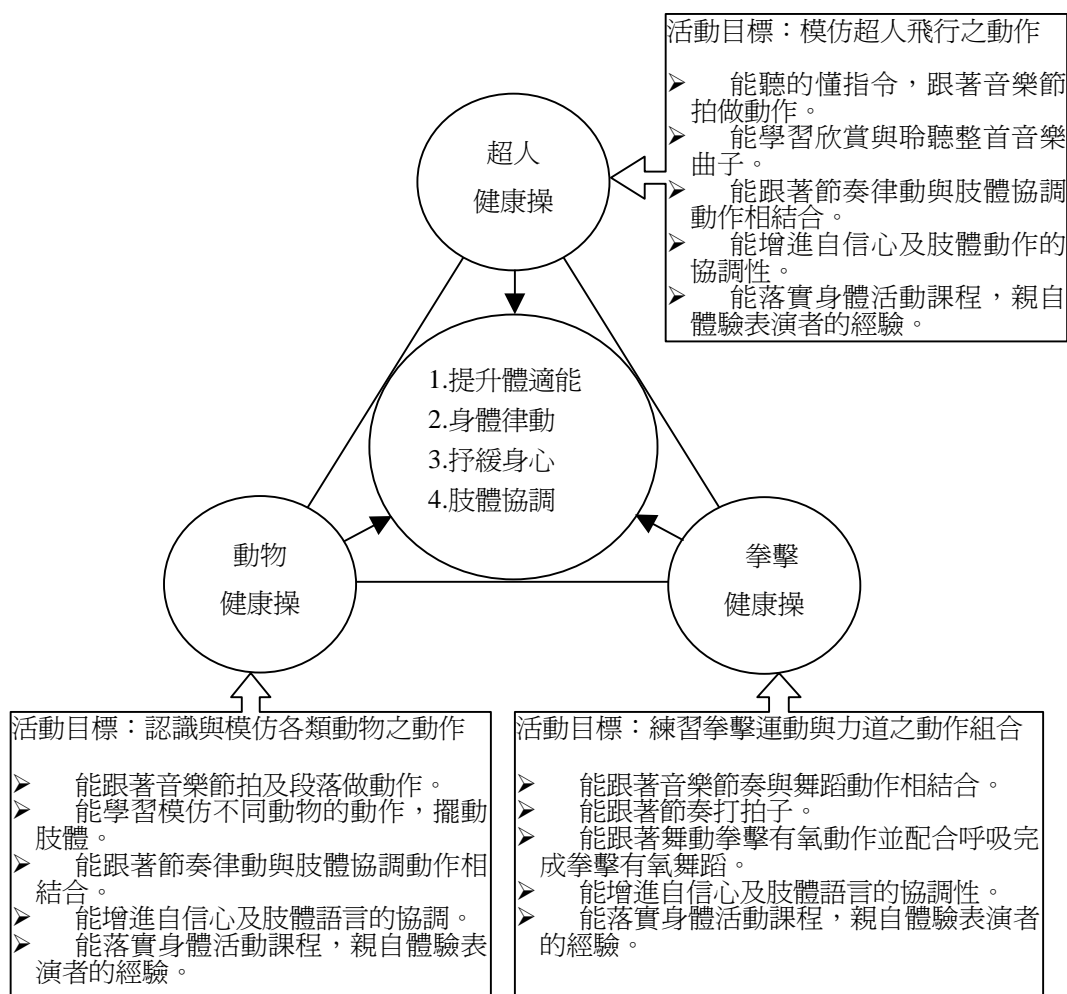 活動目標：模仿超人飛行之動作
➢ 能聽的懂指令，跟著音樂節
拍做動作。
➢ 能學習欣賞與聆聽整首音樂
曲子。
➢ 能跟著節奏律動與肢體協調
動作相結合。
➢ 能增進自信心及肢體動作的
協調性。
➢ 能落實身體活動課程，親自
體驗表演者的經驗。
超人
健康操
1.提升體適能
2.身體律動
3.抒緩身心
4.肢體協調
動物
健康操
拳擊
健康操
活動目標：認識與模仿各類動物之動作
➢ 能跟著音樂節拍及段落做動作。
➢ 能學習模仿不同動物的動作，擺動
肢體。
➢ 能跟著節奏律動與肢體協調動作相
結合。
➢ 能增進自信心及肢體語言的協調。
➢ 能落實身體活動課程，親自體驗表
演者的經驗。
活動目標：練習拳擊運動與力道之動作組合
➢ 能跟著音樂節奏與舞蹈動作相結合。
➢ 能跟著節奏打拍子。
➢ 能跟著舞動拳擊有氧動作並配合呼吸完
成拳擊有氧舞蹈。
➢ 能增進自信心及肢體語言的協調性。
➢ 能落實身體活動課程，親自體驗表演者
的經驗。